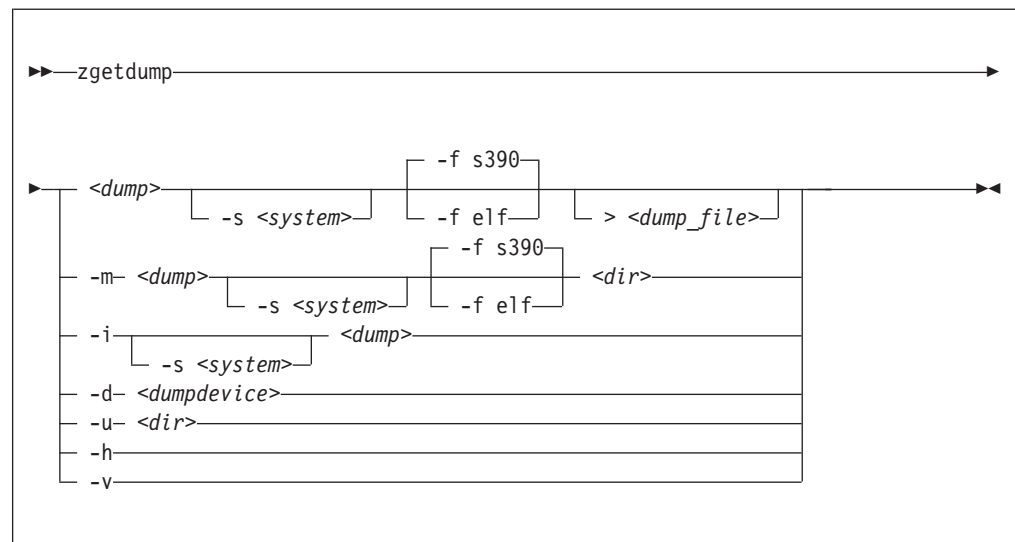 zgetdump
-f s390
<dump>
-s <system>
-f elf
> <dump_file>
-f s390
-m <dump>
<dir>
-s <system>
-f elf
-i
<dump>
-s <system>
-d <dumpdevice>
-u <dir>
-h
-v